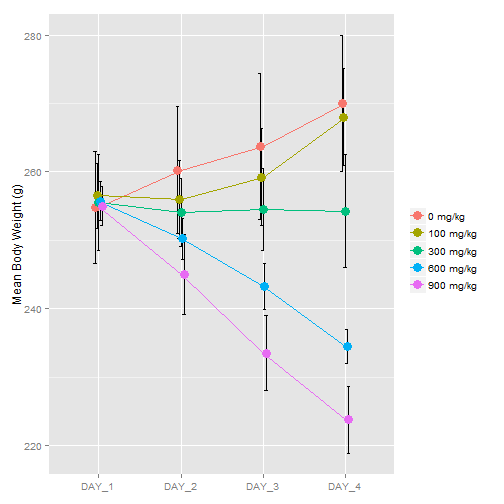 280
260
240
220
Mean Body Weight (g)
DAY_1
DAY_2
DAY_3
DAY_4
0 mg/kg
100 mg/kg
300 mg/kg
600 mg/kg
900 mg/kg